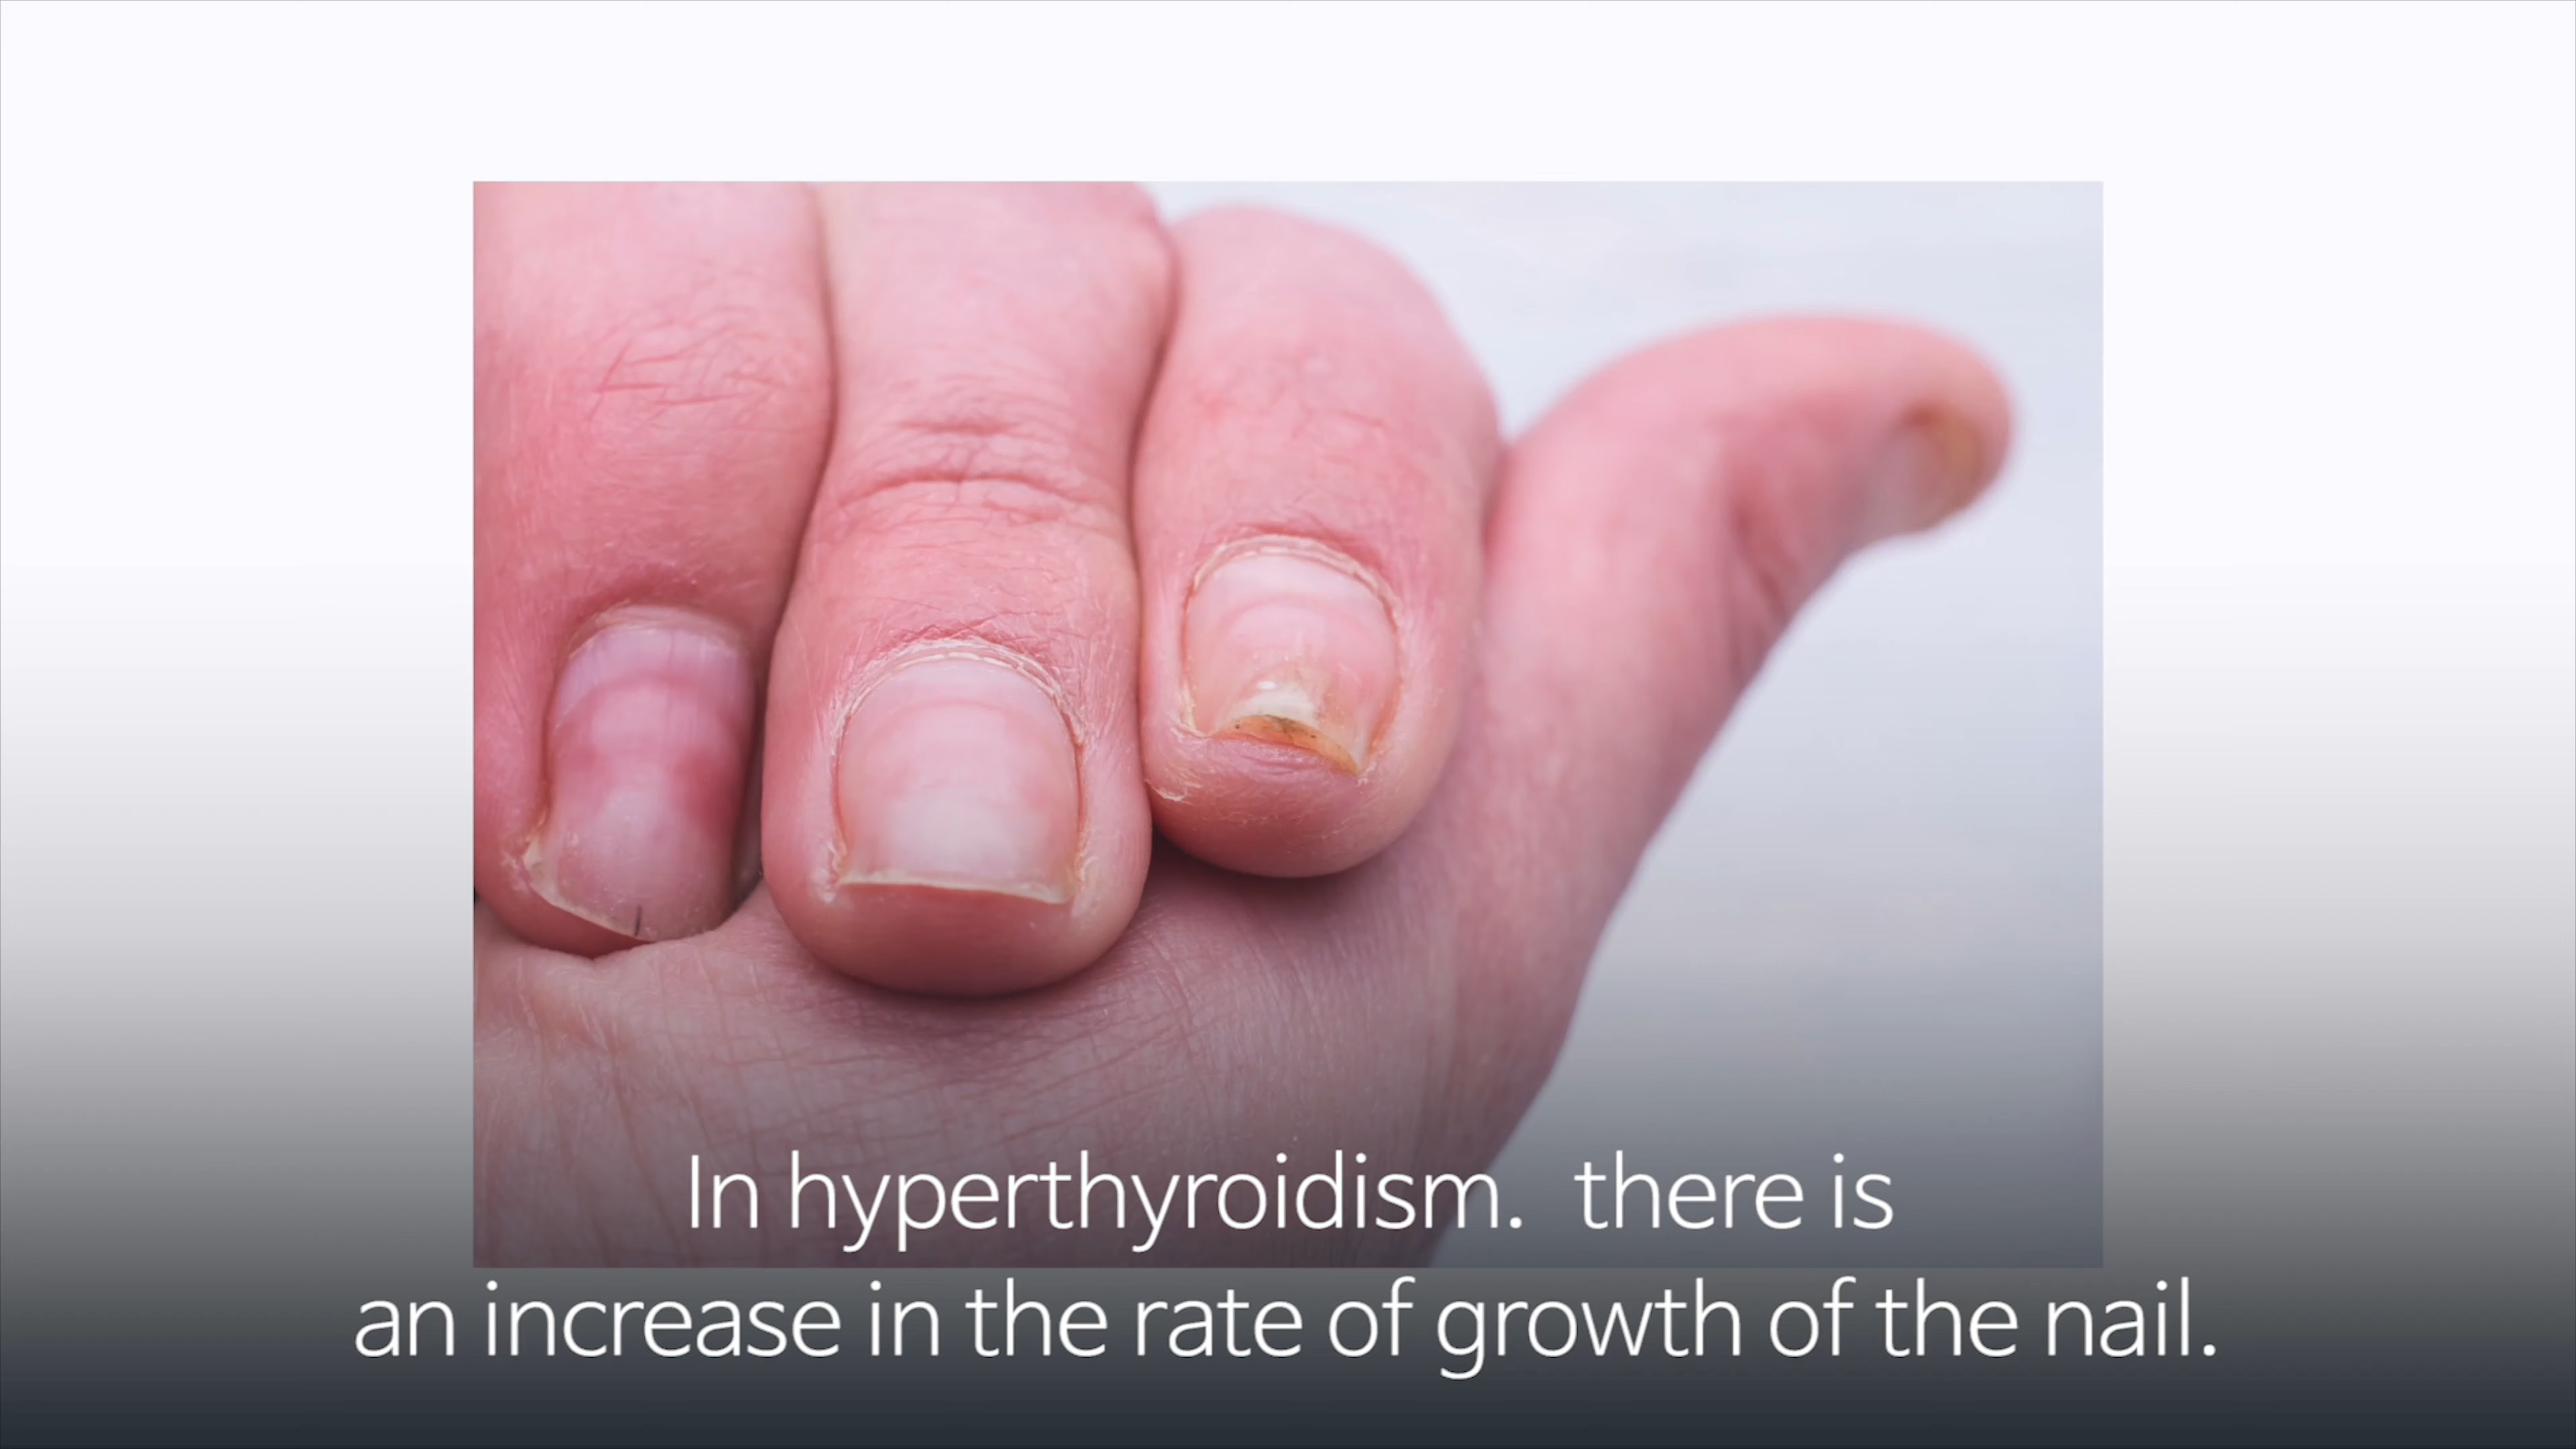 In hyperthyroidism.  there is
an increase in the rate of growth of the nail.